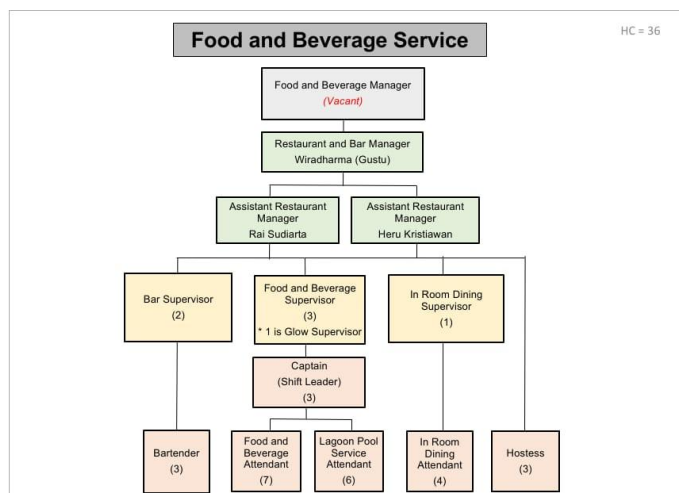 Food and Beverage Service
HC = 36
Food and Beverage Manager
(Vacant)
Restaurant and Bar Manager
Wiradharma (Gustu)
Assistant Restaurant
Manager
Rai Sudiarta
Assistant Restaurant
Manager
Heru Kristiawan
Bar Supervisor
(2)
Food and Beverage
Supervisor
(3)
* 1 is Glow Supervisor
In Room Dining
Supervisor
(1)
Captain
(Shift Leader)
(3)
Bartender
(3)
Food and
Beverage
Attendant
(7)
Lagoon Pool
Service
Attendant
(6)
In Room
Dining
Attendant
(4)
Hostess
(3)